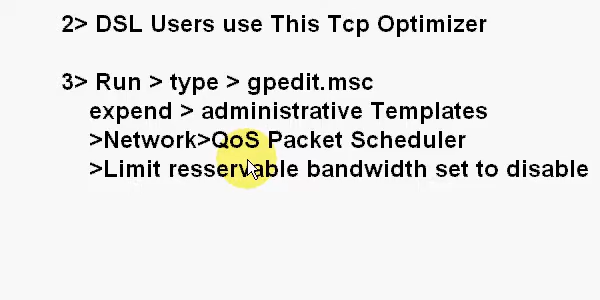 2> DSL Users use This Tcp Optimizer
3> Run > type > gpedit.msc
expend > administrative Templates
>Network>QoS Packet Scheduler
>Limit resservable bandwidth set to disable